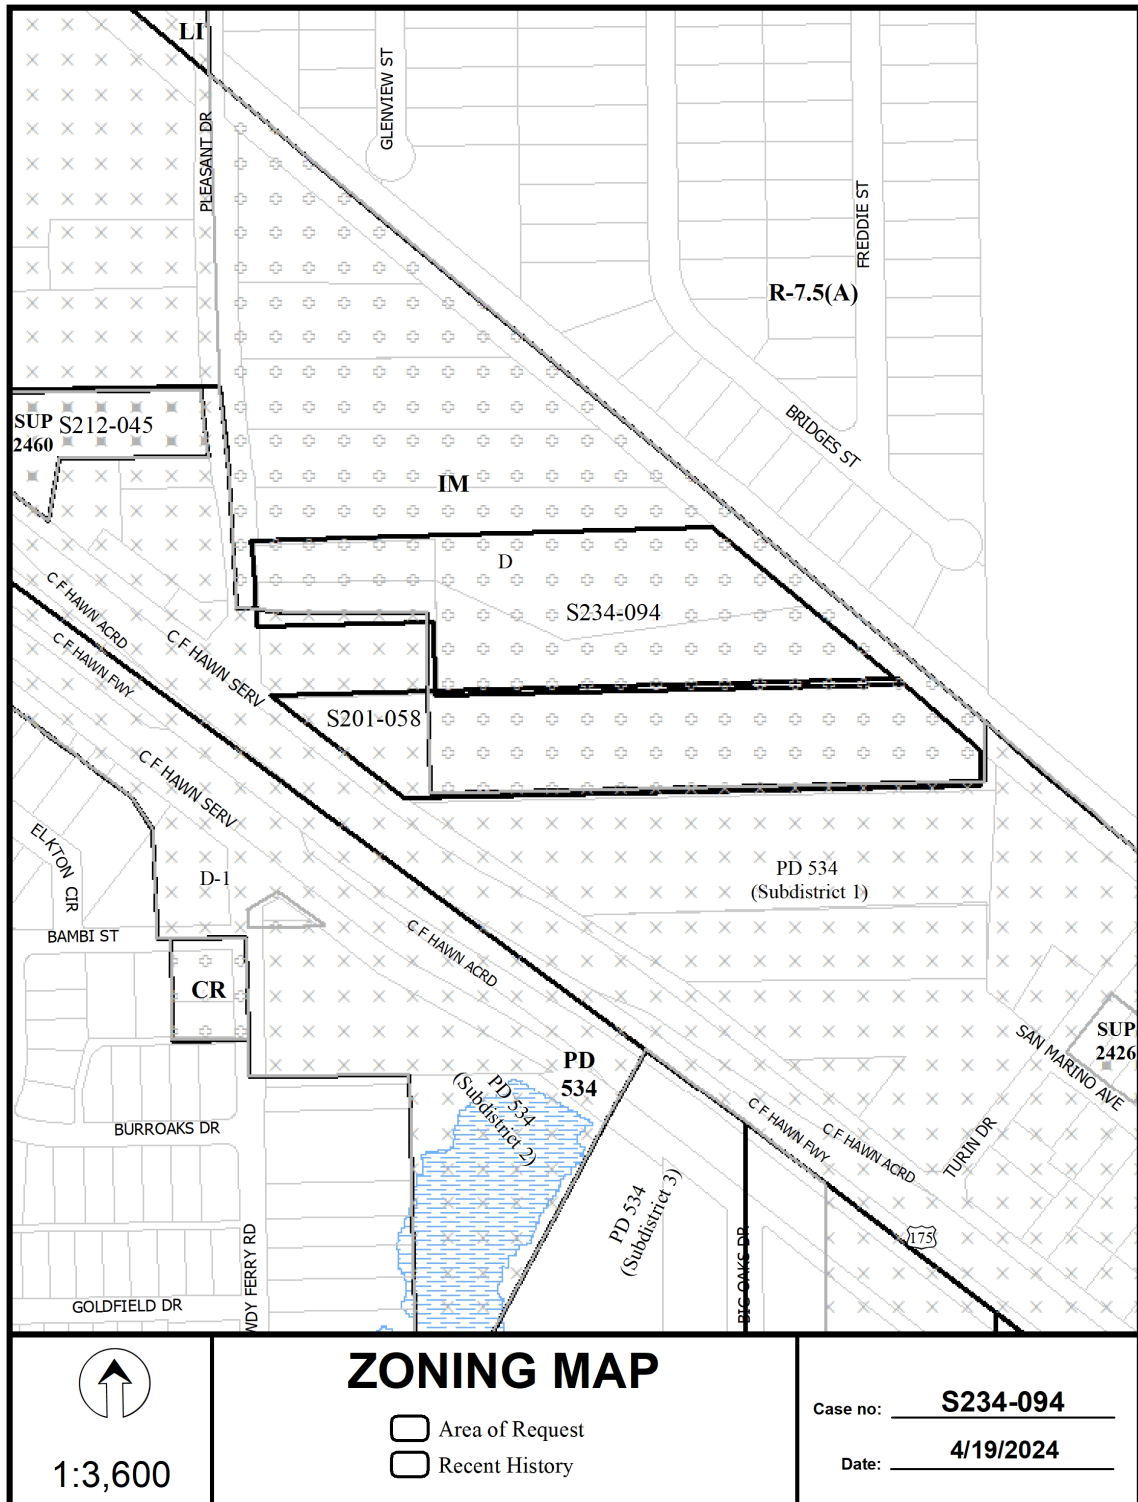 LI
GLENVIEW ST
PLEASANT DR
FREDDIE ST
R-7.5(A)
BRIDGES ST
SUP
2460
S212-045
IM
D
S234-094
C F HAWN ACRD
C F HAWN FWY
C F HAWN SERV
S201-058
C F HAWN SERV
ELKTON CIR
D-1
PD 534
(Subdistrict 1)
BAMBI ST
C F HAWN ACRD
CR
SUP
2426
SAN MARINO AVE
PD
534
PD 534
(Subdistrict 2)
C F HAWN FWY
C F HAWN ACRD
TURIN DR
BURROAKS DR
PD 534
(Subdistrict 3)
175
BIG OAKS DR
WDY FERRY RD
GOLDFIELD DR
ZONING MAP
Area of Request
Recent History
1:3,600
Case no: S234-094
Date: 4/19/2024